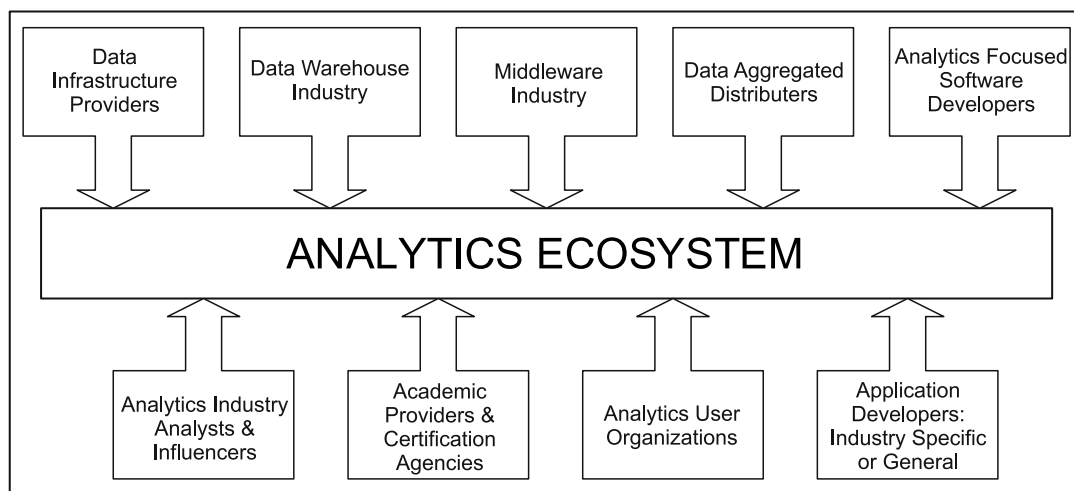 Data
Infrastructure
Providers
Data Warehouse
Industry
Middleware
Industry
Data Aggregated
Distributers
Analytics Focused
Software
Developers
ANALYTICS ECOSYSTEM
Analytics Industry
Analysts &
Influencers
Academic
Providers &
Certification
Agencies
Analytics User
Organizations
Application
Developers:
Industry Specific
or General